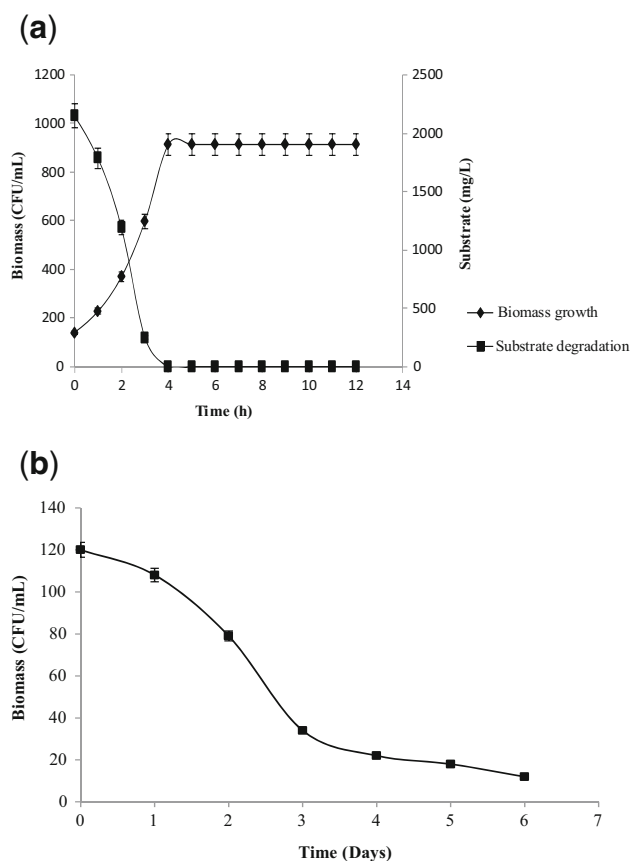 (a)
1200
1000
800
600
400
200
0
Biomass (CFU/mL)
2500
2000
1500
1000
500
0
Substrate (mg/L)
0 2 4 6 8 10 12 14
Time (h)
Biomass growth
Substrate degradation
(b)
140
120
100
80
60
40
20
0
Biomass (CFU/mL)
0 1 2 3 4 5 6 7
Time (Days)